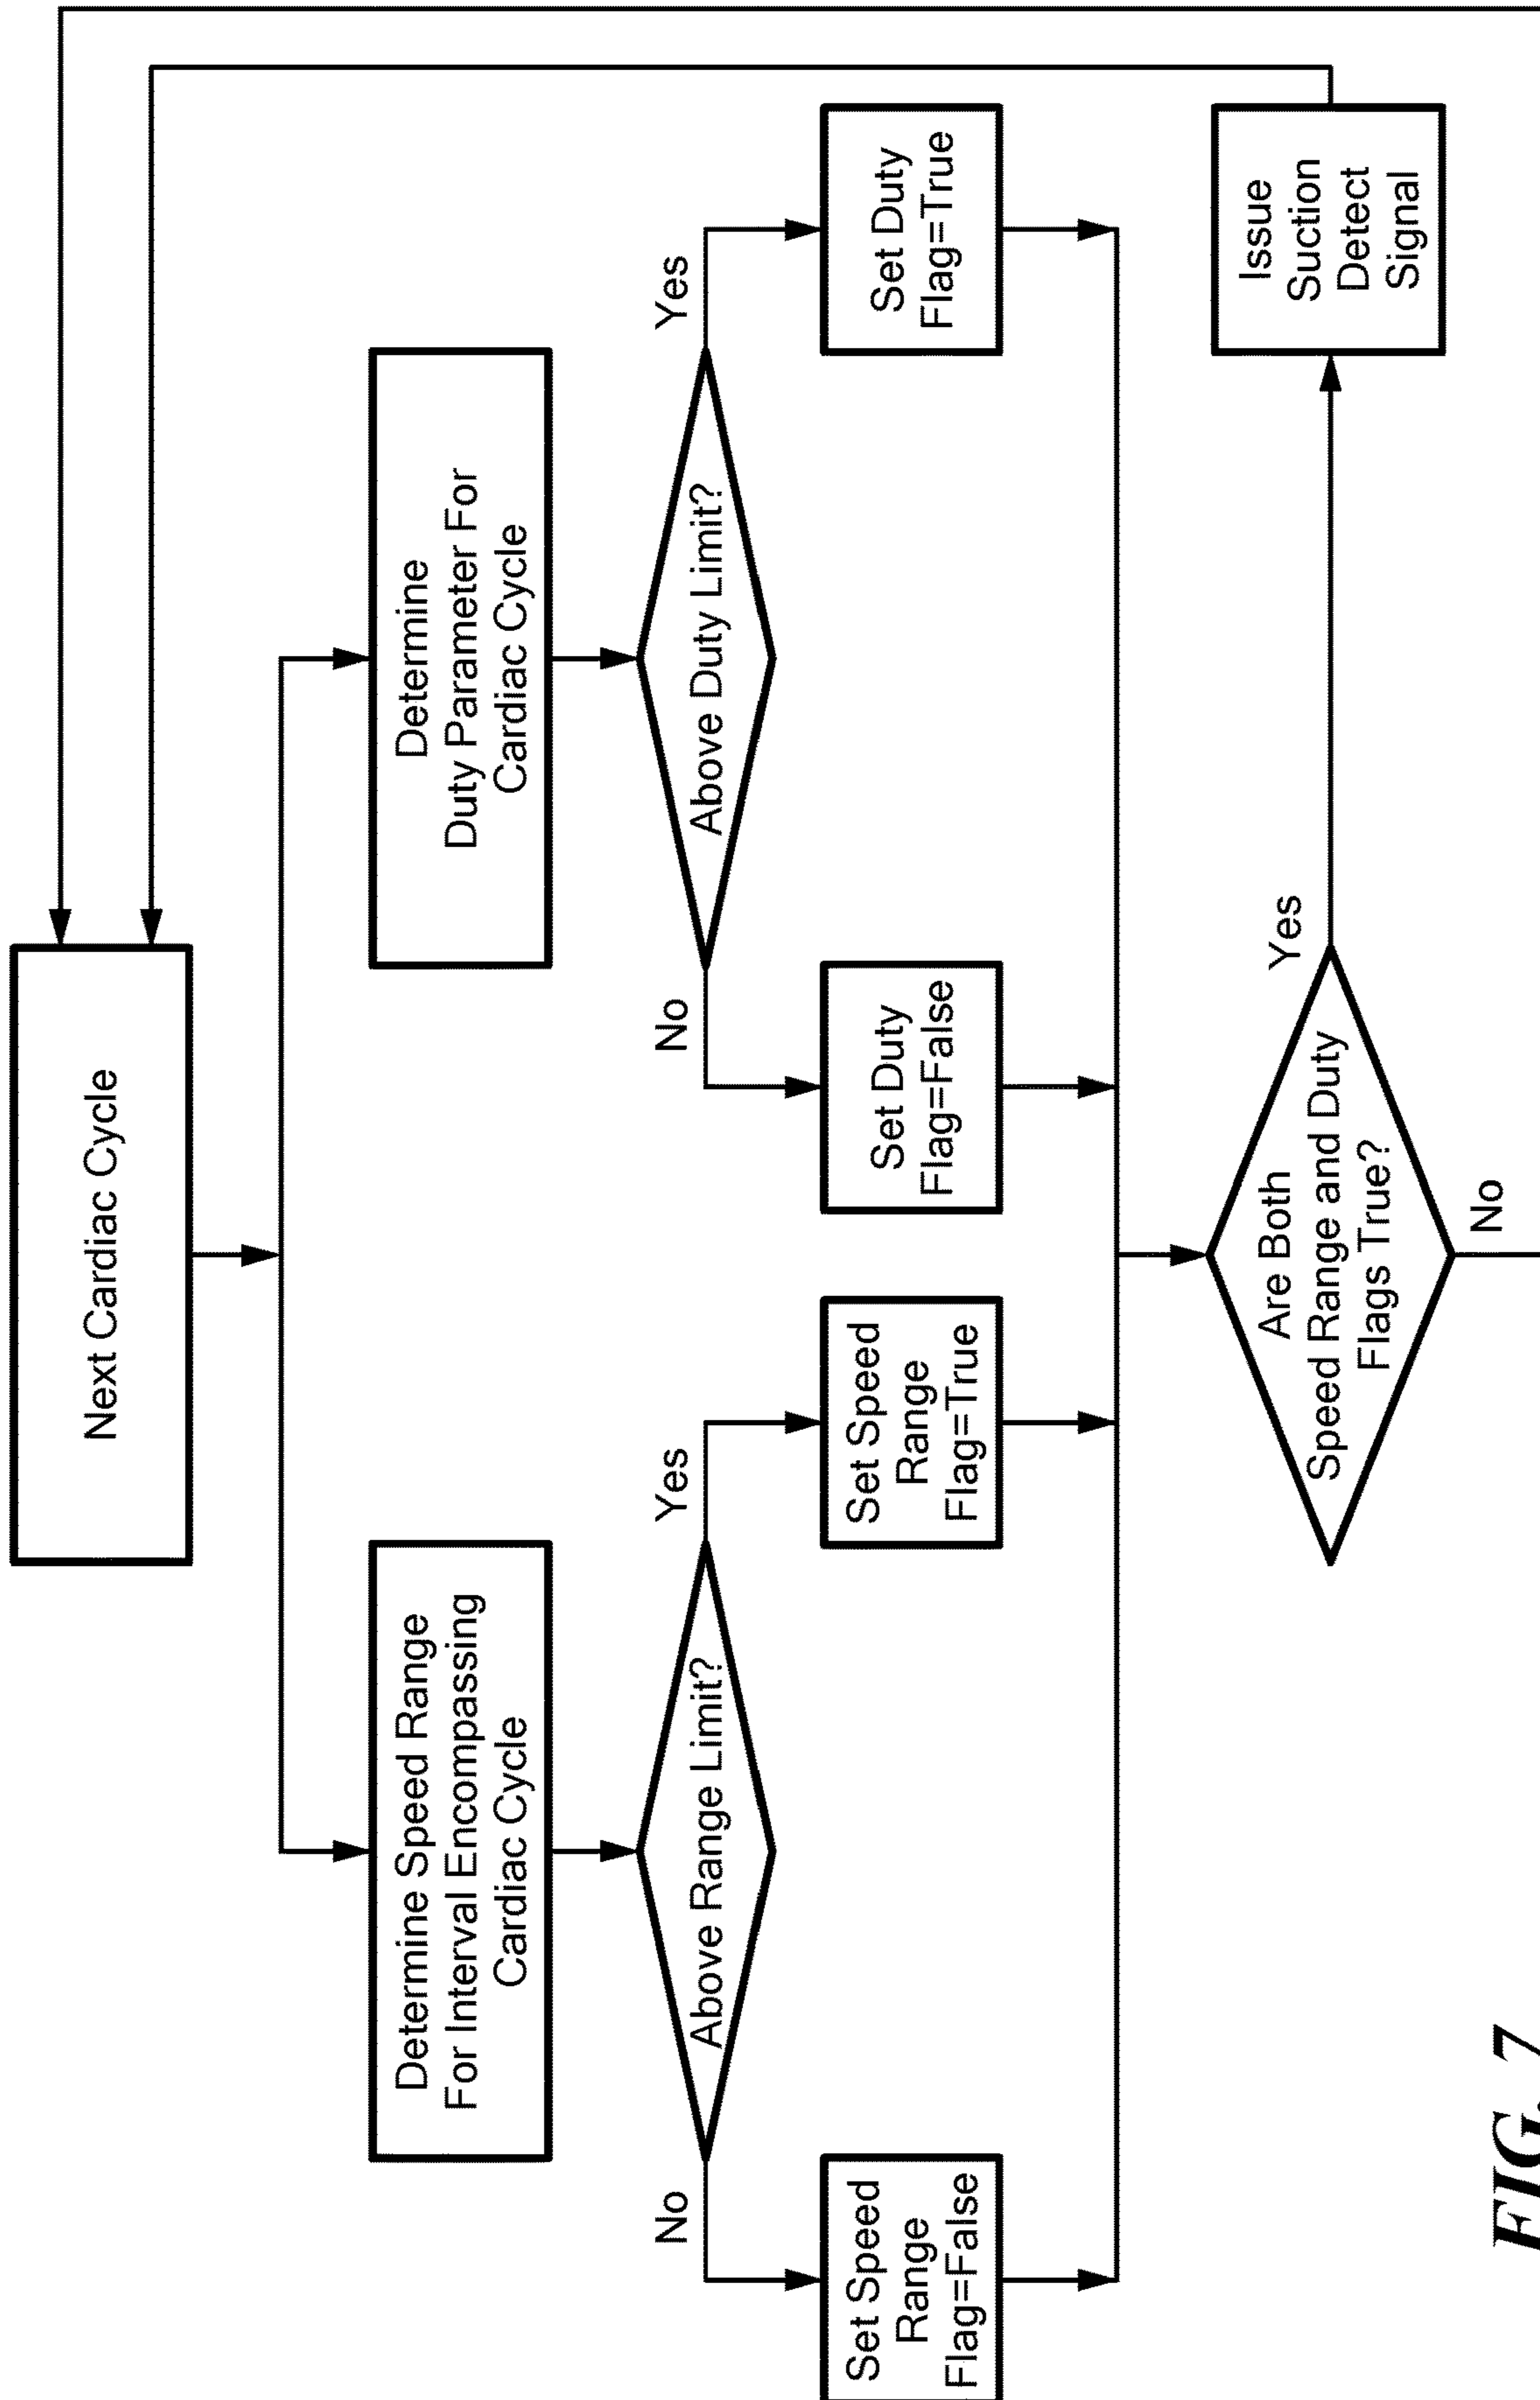 Next Cardiac Cycle
Determine Speed Range
For Interval Encompassing
Cardiac Cycle
Determine
Duty Parameter For
Cardiac Cycle
Above Range Limit?
Above Duty Limit?
No
Yes
No
Yes
Set Speed
Range
Flag=False
Set Speed
Range
Flag=True
Set Duty
Flag=False
Set Duty
Flag=True
Are Both
Speed Range and Duty
Flags True?
Yes
No
Issue
Suction
Detect
Signal
FIG. 7